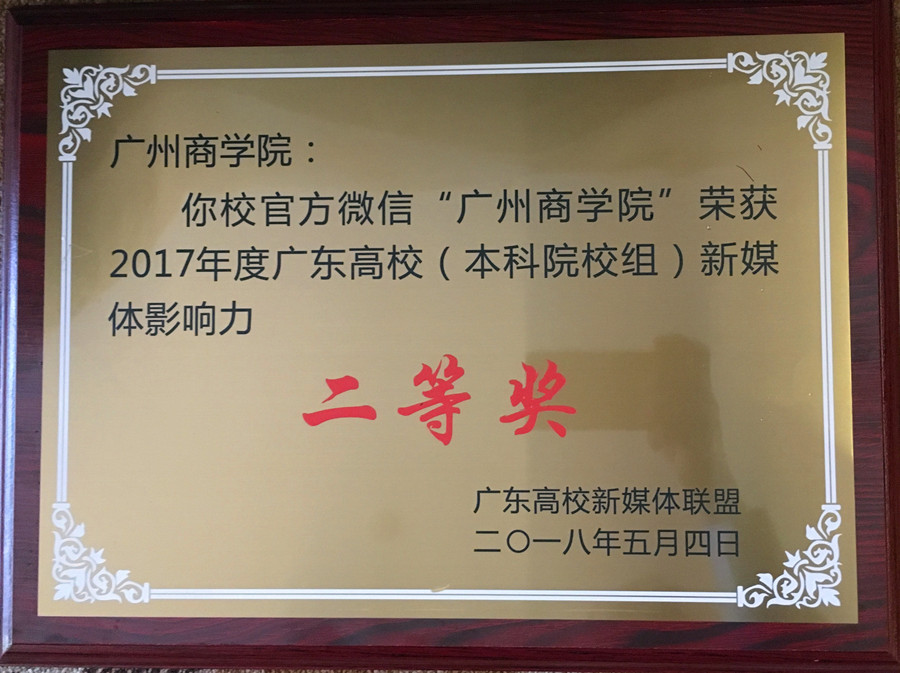 广州商学院：
你校官方微信“广州商学院”荣获
2017年度广东高校（本科院校组）新媒
体影响力
二等奖
广东高校新媒体联盟
二〇一八年五月四日